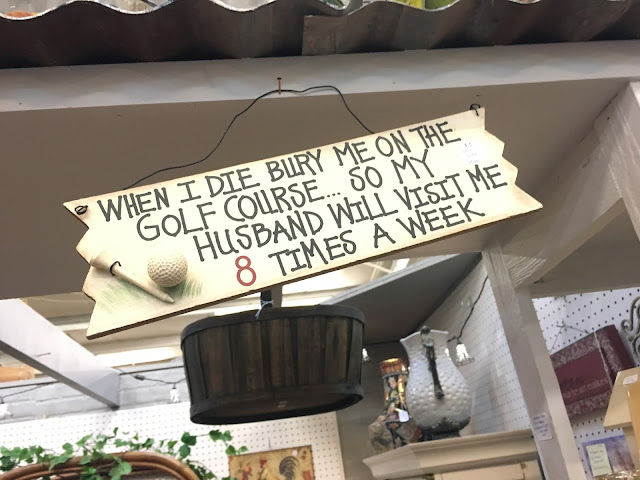 WHEN I DIE BURY ME ON THE
GOLF COURSE... SO MY
HUSBAND WILL VISIT ME
8 TIMES A WEEK